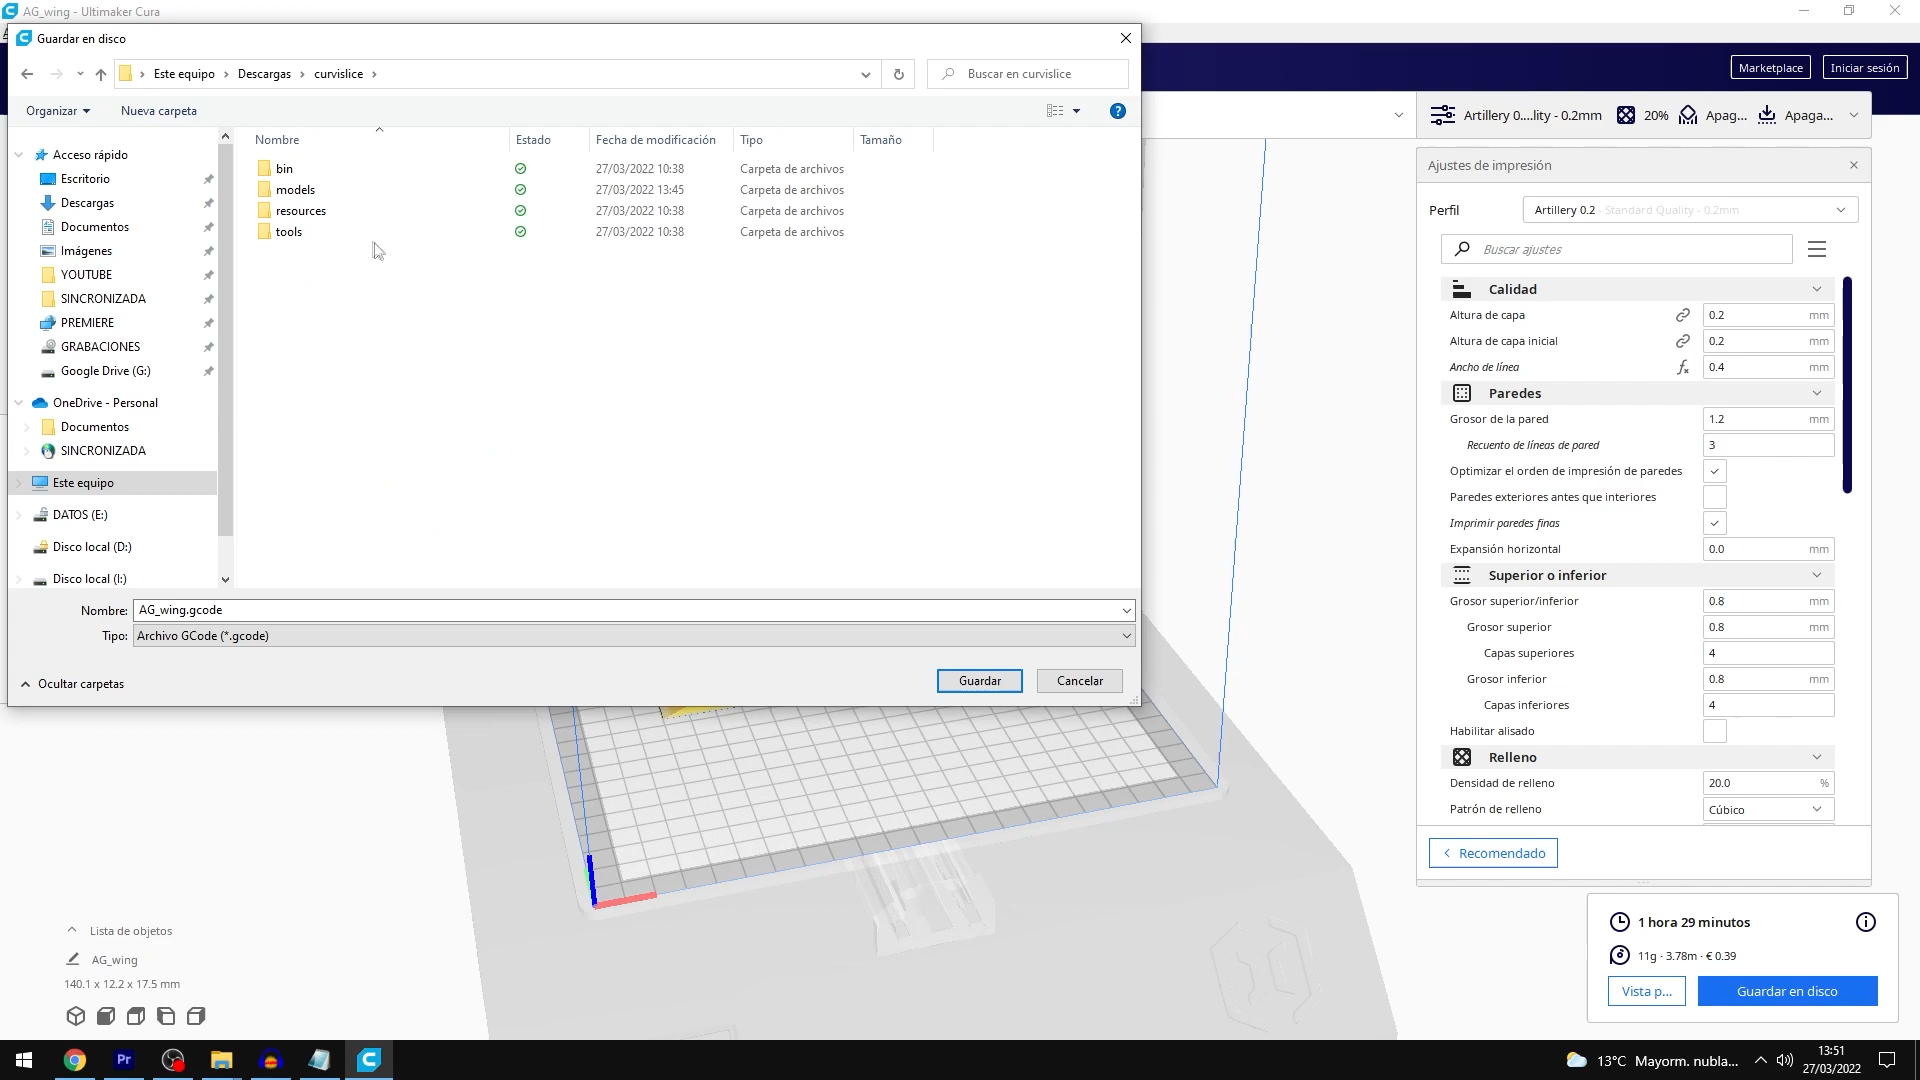 AG_wing - Ultimaker Cura
Guardar en disco
Este equipo > Descargas > curvislice >
Buscar en curvislice
Organizar
Nueva carpeta
Nombre Estado Fecha de modificación Tipo Tamaño
bin 27/03/2022 10:38 Carpeta de archivos
models 27/03/2022 13:45 Carpeta de archivos
resources 27/03/2022 10:38 Carpeta de archivos
tools 27/03/2022 10:38 Carpeta de archivos
Acceso rápido
Escritorio
Descargas
Documentos
Imágenes
YOUTUBE
SINCRONIZADA
PREMIERE
GRABACIONES
Google Drive (G:)
OneDrive - Personal
Documentos
SINCRONIZADA
Este equipo
DATOS (E:)
Disco local (D:)
Disco local (I:)
Nombre: AG_wing.gcode
Tipo: Archivo GCode (*.gcode)
Ocultar carpetas
Guardar
Cancelar
Marketplace
Iniciar sesión
Artillery 0....lity - 0.2mm 20% Apag... Apaga...
Ajustes de impresión
Perfil Artillery 0.2 - Standard Quality - 0.2mm
Buscar ajustes
Calidad
Altura de capa 0.2 mm
Altura de capa inicial 0.2 mm
Ancho de línea 0.4 mm
Paredes
Grosor de la pared 1.2 mm
Recuento de líneas de pared 3
Optimizar el orden de impresión de paredes
Paredes exteriores antes que interiores
Imprimir paredes finas
Expansión horizontal 0.0 mm
Superior o inferior
Grosor superior/inferior 0.8 mm
Grosor superior 0.8 mm
Capas superiores 4
Grosor inferior 0.8 mm
Capas inferiores 4
Habilitar alisado
Relleno
Densidad de relleno 20.0 %
Patrón de relleno Cúbico
Recomendado
1 hora 29 minutos
11g · 3.78m · € 0.39
Vista p...
Guardar en disco
Lista de objetos
AG_wing
140.1 x 12.2 x 17.5 mm
Pr
13°C Mayorm. nubla...
13:51
27/03/2022